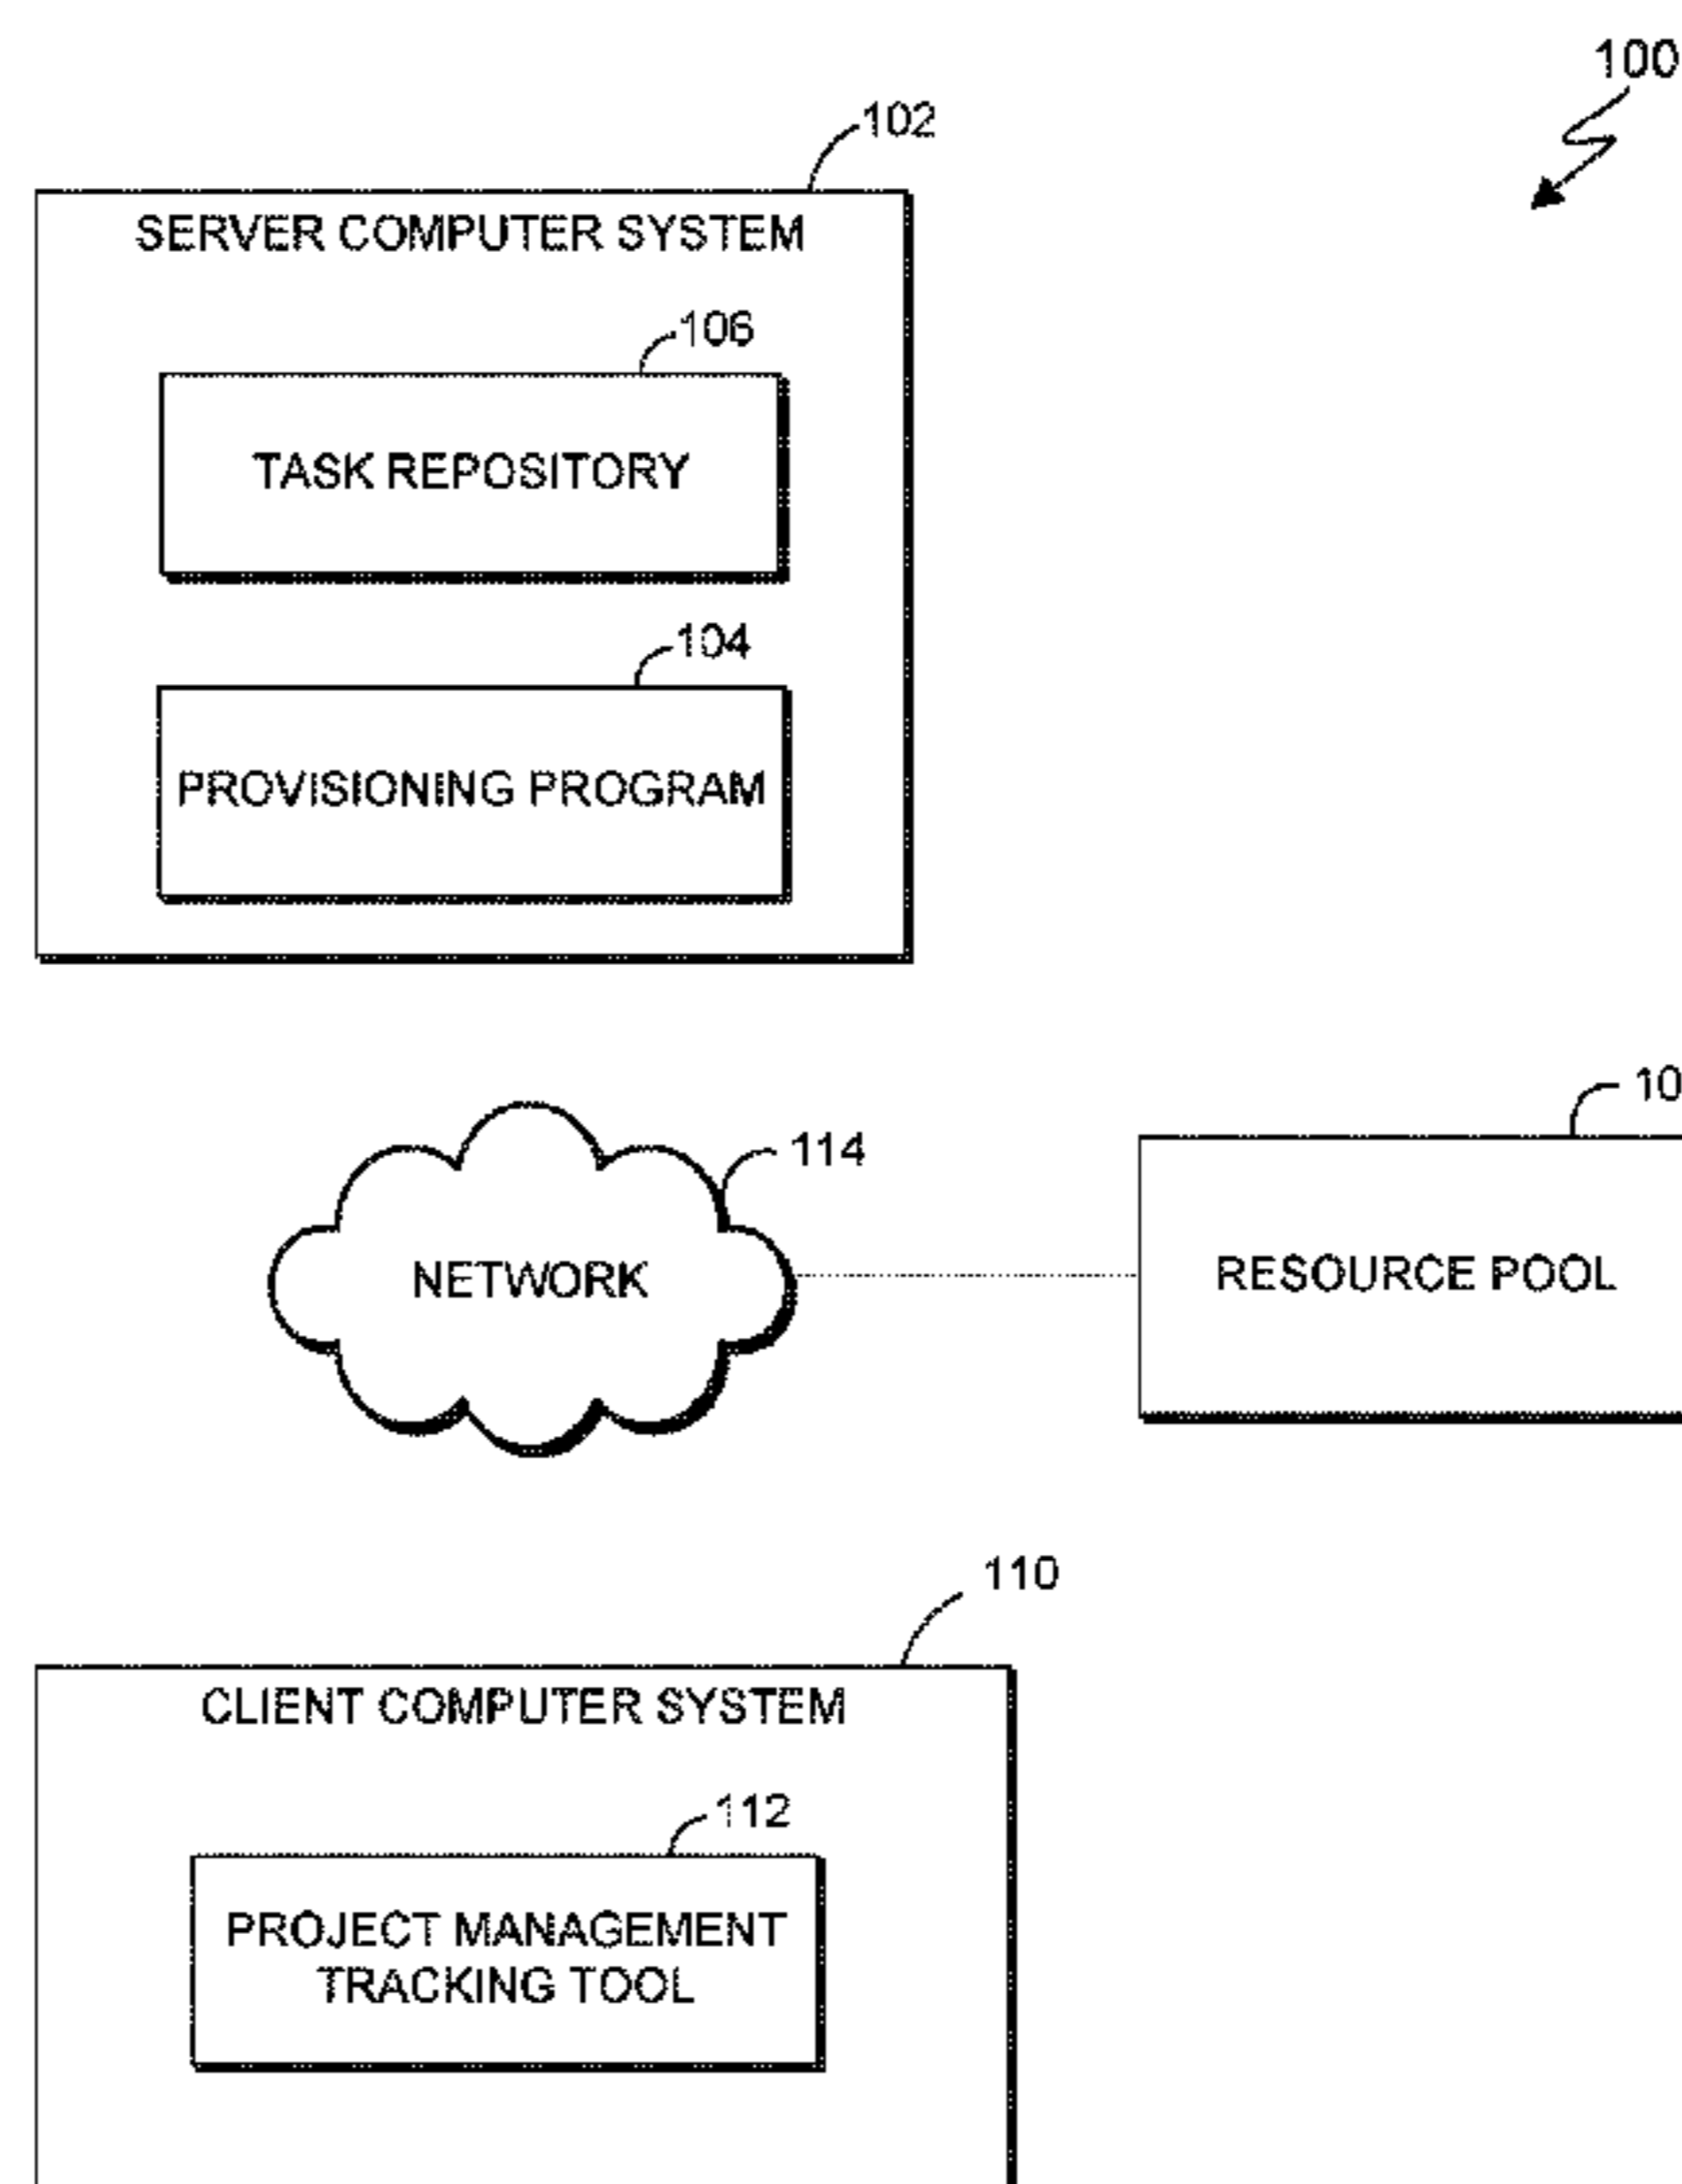 100
102
SERVER COMPUTER SYSTEM
106
TASK REPOSITORY
104
PROVISIONING PROGRAM
10
114
NETWORK
RESOURCE POOL
110
CLIENT COMPUTER SYSTEM
112
PROJECT MANAGEMENT
TRACKING TOOL